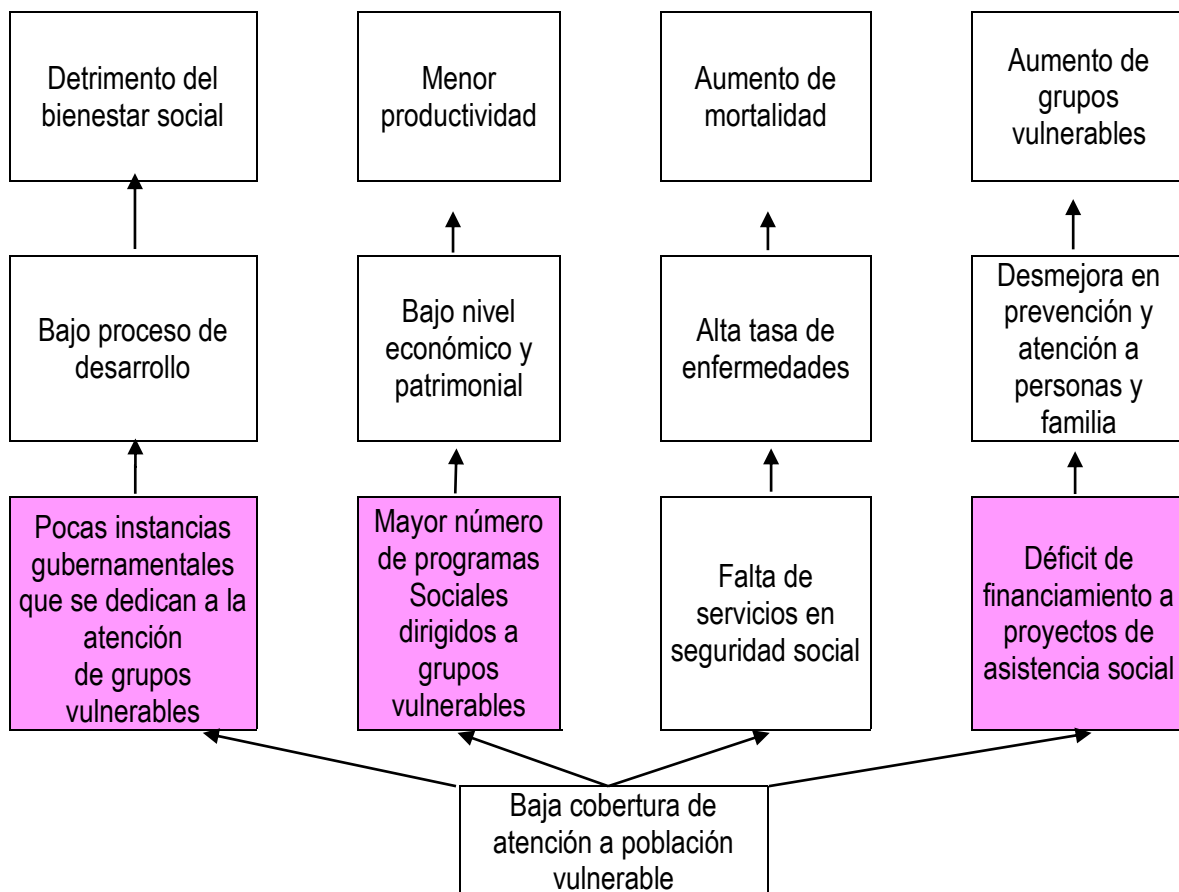 Detrimento del
bienestar social
Menor
productividad
Aumento de
mortalidad
Aumento de
grupos
vulnerables
Bajo proceso de
desarrollo
Bajo nivel
económico y
patrimonial
Alta tasa de
enfermedades
Desmejora en
prevención y
atención a
personas y
familia
Pocas instancias
gubernamentales
que se dedican a la
atención
de grupos
vulnerables
Mayor número
de programas
Sociales
dirigidos a
grupos
vulnerables
Falta de
servicios en
seguridad social
Déficit de
financiamiento a
proyectos de
asistencia social
Baja cobertura de
atención a población
vulnerable